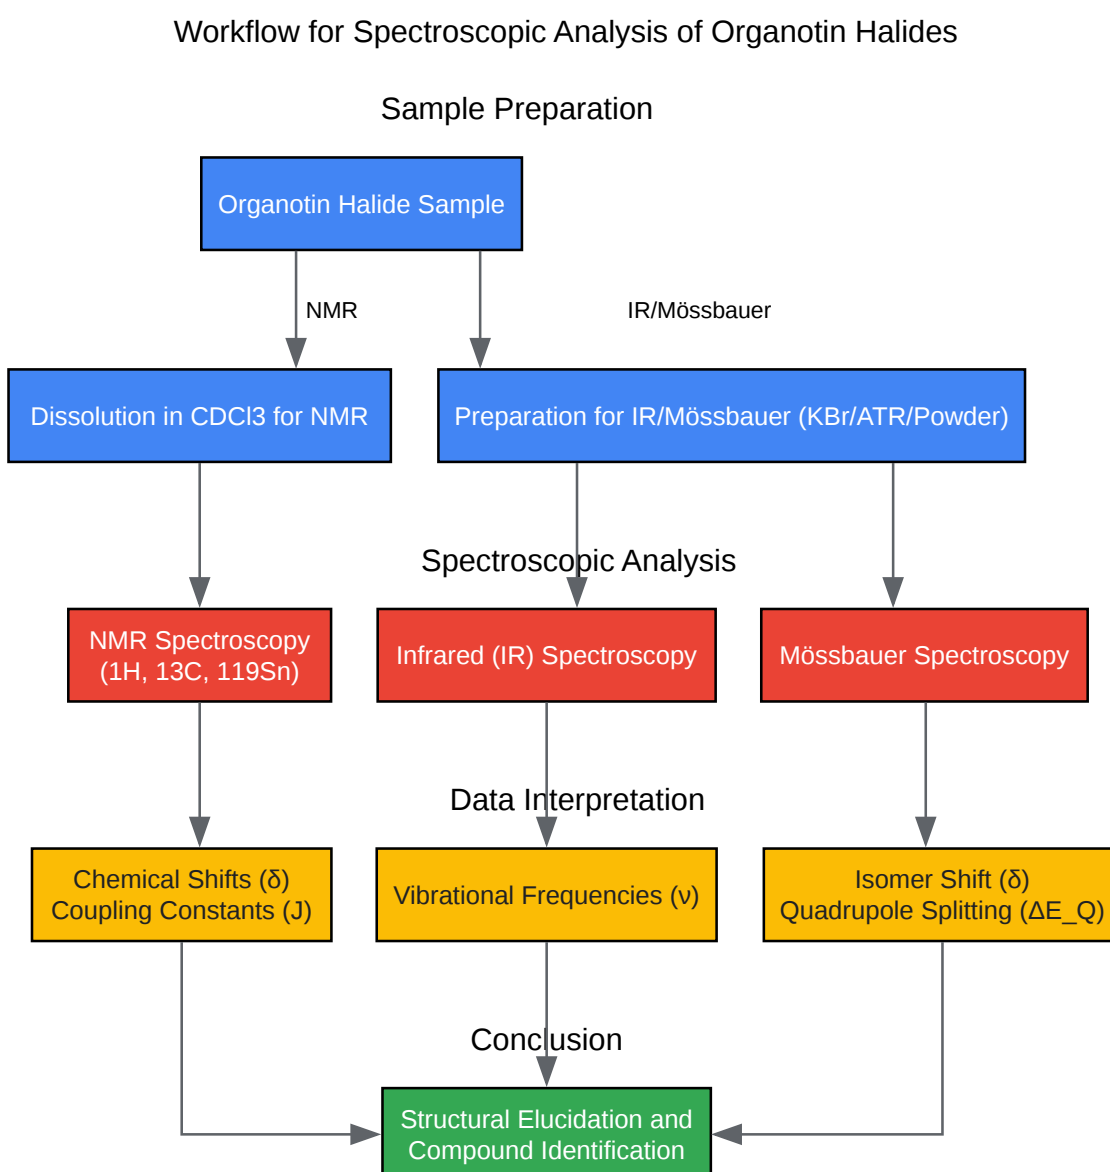 Workflow for Spectroscopic Analysis of Organotin Halides
Sample Preparation
Organotin Halide Sample
NMR
IR/Mössbauer
Dissolution in CDCl3 for NMR
Preparation for IR/Mössbauer (KBr/ATR/Powder)
Spectroscopic Analysis
NMR Spectroscopy
(1H, 13C, 119Sn)
Infrared (IR) Spectroscopy
Mössbauer Spectroscopy
Data Interpretation
Chemical Shifts (δ)
Coupling Constants (J)
Vibrational Frequencies (ν)
Isomer Shift (δ)
Quadrupole Splitting (ΔE_Q)
Conclusion
Structural Elucidation and
Compound Identification